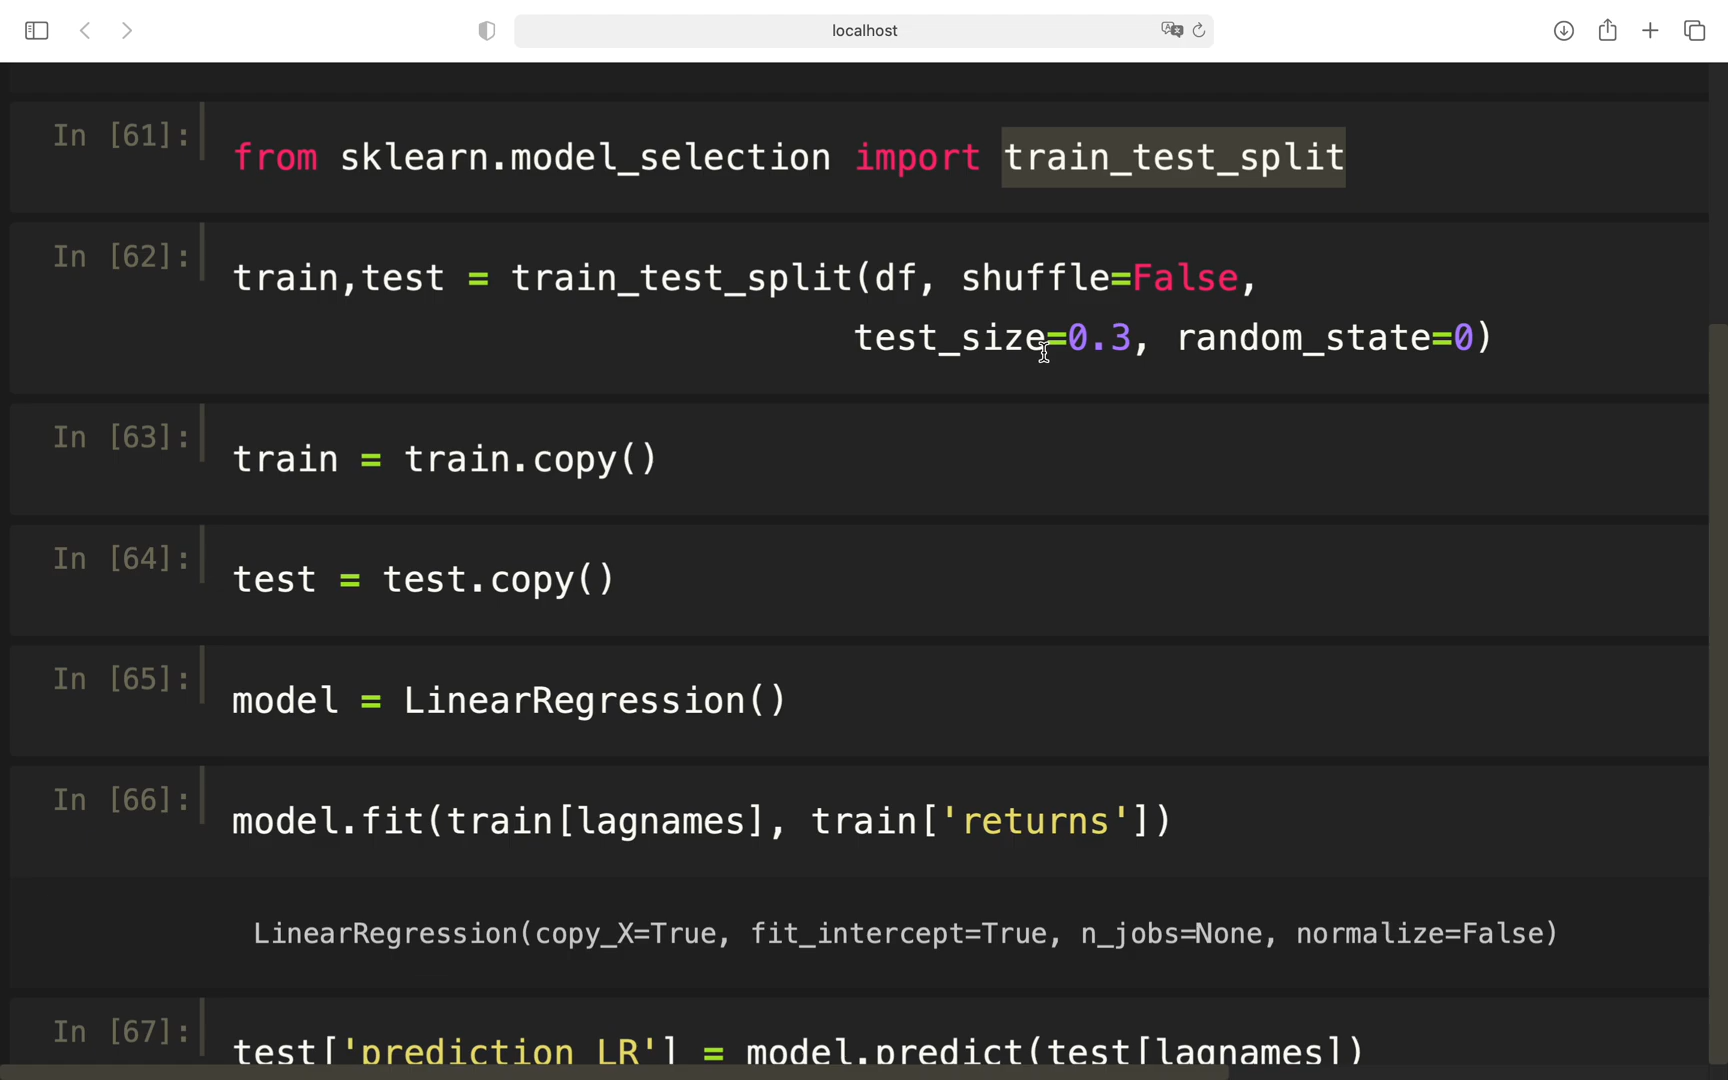 localhost
In [61]:
from sklearn.model_selection import train_test_split
In [62]:
train,test = train_test_split(df, shuffle=False,
test_size=0.3, random_state=0)
In [63]:
train = train.copy()
In [64]:
test = test.copy()
In [65]:
model = LinearRegression()
In [66]:
model.fit(train[lagnames], train['returns'])
LinearRegression(copy_X=True, fit_intercept=True, n_jobs=None, normalize=False)
In [67]:
test['prediction_LR'] = model.predict(test[lagnames])